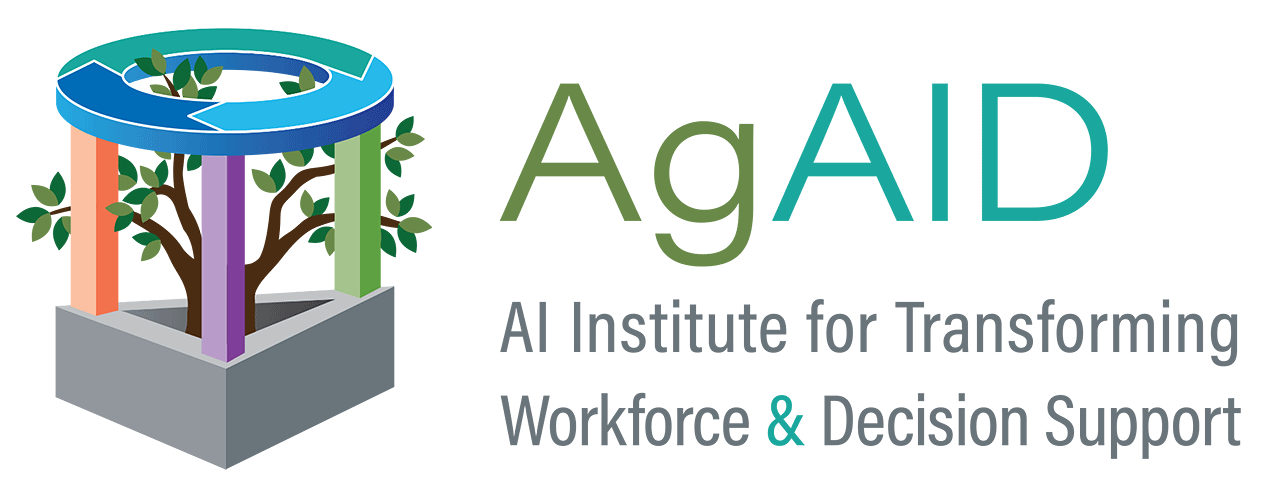 AgAID
AI Institute for Transforming
Workforce & Decision Support